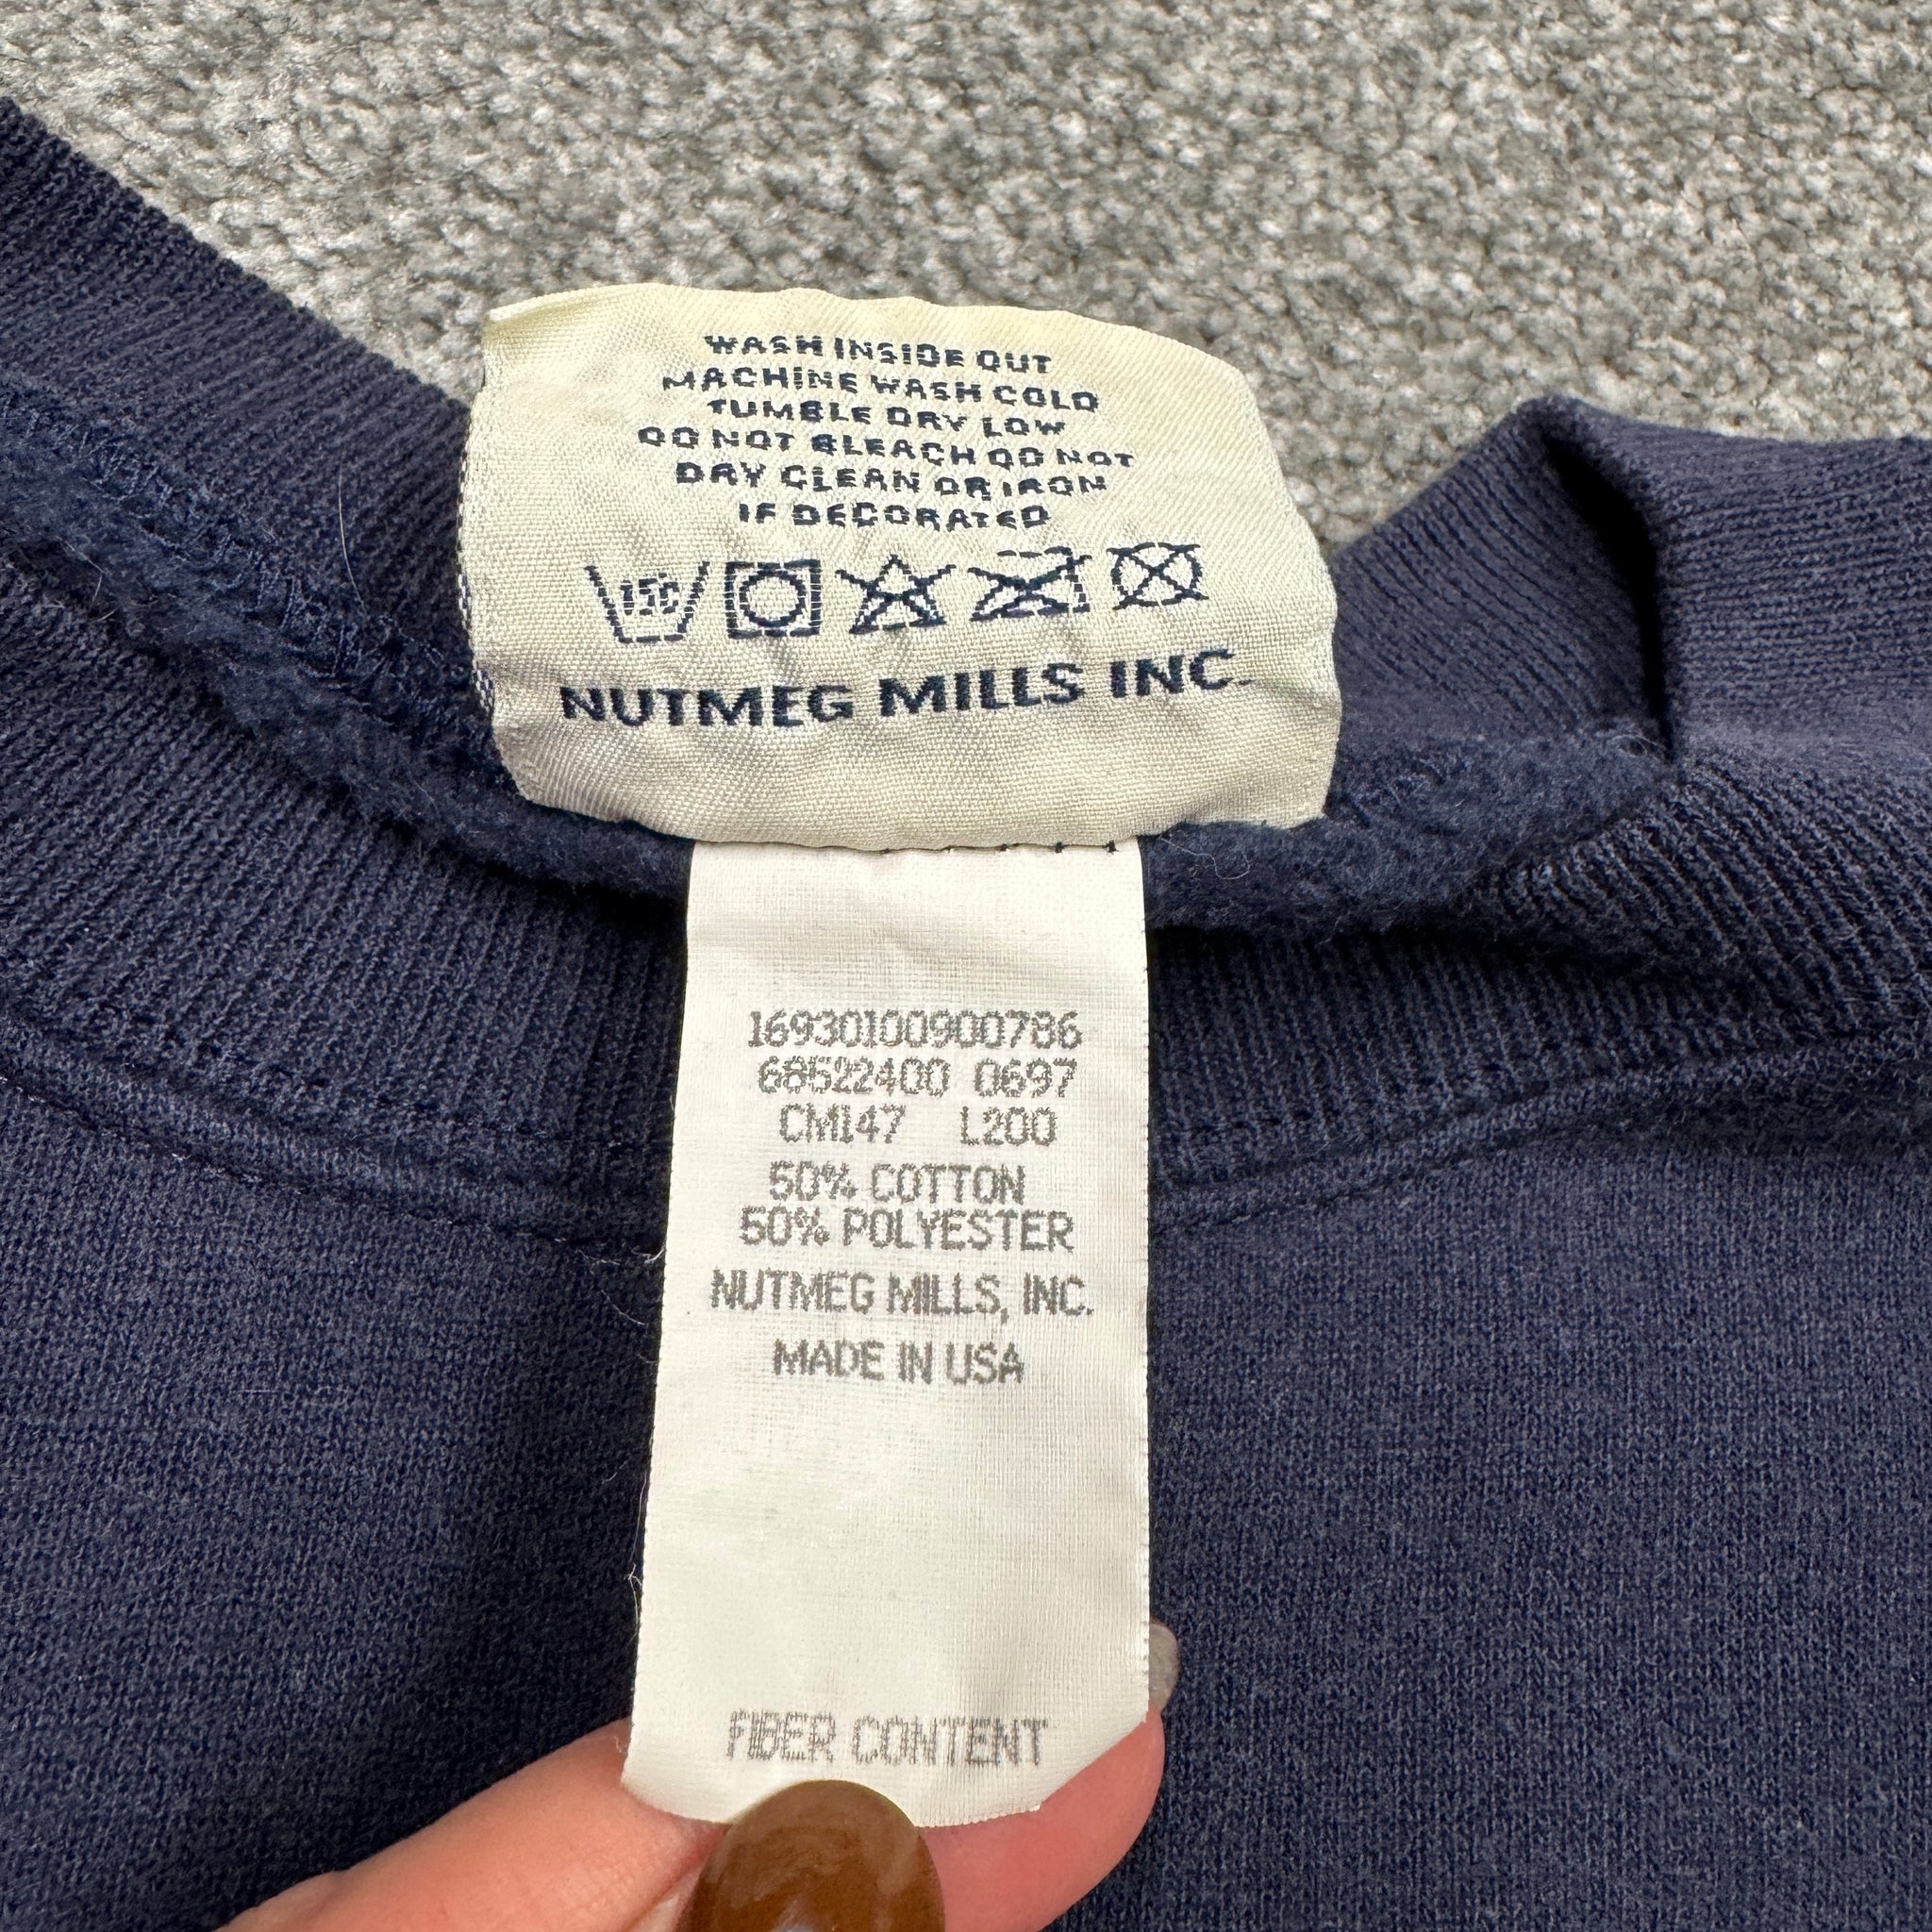 WASH INSIDE OUT
MACHINE WASH COLD
TUMBLE DRY LOW
DO NOT BLEACH DO NOT
DRY CLEAN OR IRON
IF DECORATED
NUTMEG MILLS INC.
16930100900786
68522400 0697
CM147 L200
50% COTTON
50% POLYESTER
NUTMEG MILLS, INC.
MADE IN USA
FIBER CONTENT